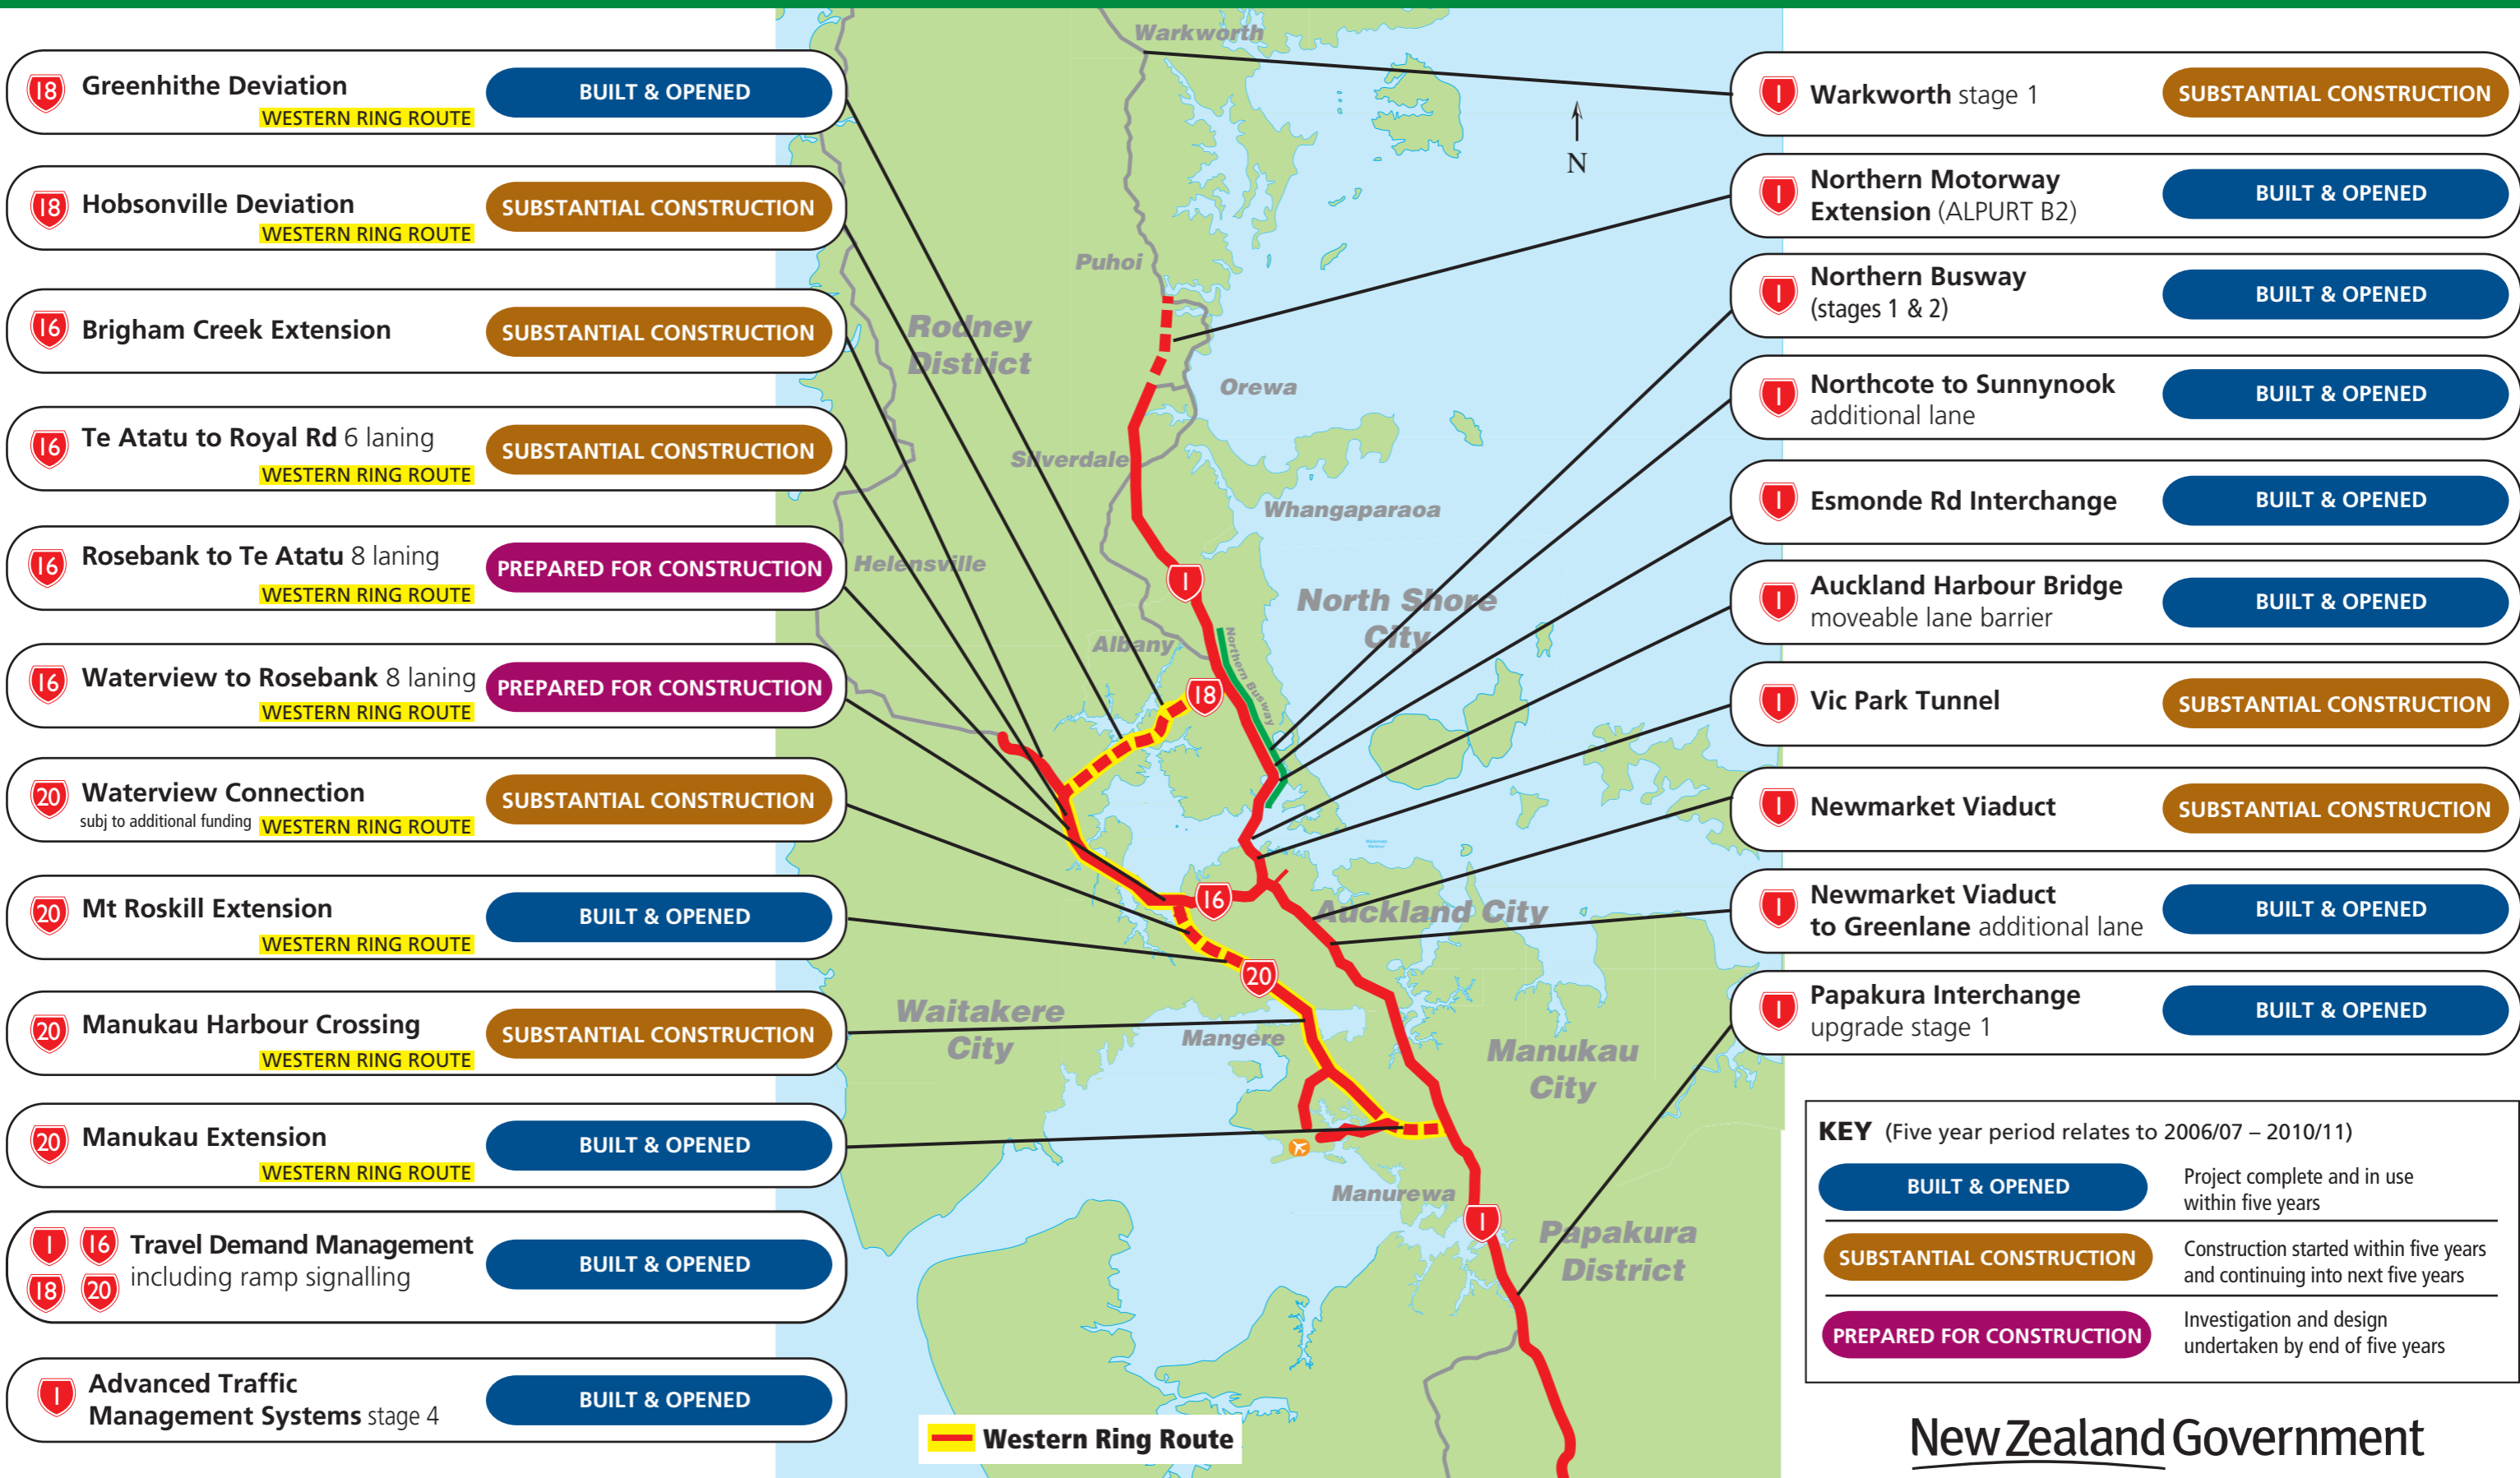 18 Greenhithe Deviation
WESTERN RING ROUTE
BUILT & OPENED
18 Hobsonville Deviation
WESTERN RING ROUTE
SUBSTANTIAL CONSTRUCTION
16 Brigham Creek Extension
SUBSTANTIAL CONSTRUCTION
16 Te Atatu to Royal Rd 6 laning
WESTERN RING ROUTE
SUBSTANTIAL CONSTRUCTION
16 Rosebank to Te Atatu 8 laning
WESTERN RING ROUTE
PREPARED FOR CONSTRUCTION
16 Waterview to Rosebank 8 laning
WESTERN RING ROUTE
PREPARED FOR CONSTRUCTION
20 Waterview Connection
subj to additional funding WESTERN RING ROUTE
SUBSTANTIAL CONSTRUCTION
20 Mt Roskill Extension
WESTERN RING ROUTE
BUILT & OPENED
20 Manukau Harbour Crossing
WESTERN RING ROUTE
SUBSTANTIAL CONSTRUCTION
20 Manukau Extension
WESTERN RING ROUTE
BUILT & OPENED
1 16 Travel Demand Management
18 20 including ramp signalling
BUILT & OPENED
1 Advanced Traffic
Management Systems stage 4
BUILT & OPENED
Warkworth
N
Puhoi
Rodney
District
Orewa
Silverdale
Whangaparaoa
Helensville
1
North Shore
City
Albany
Northern Busway
18
16
Auckland City
20
Waitakere
City
Mangere
Manukau
City
Manurewa
1
Papakura
District
Western Ring Route
1 Warkworth stage 1
SUBSTANTIAL CONSTRUCTION
1 Northern Motorway
Extension (ALPURT B2)
BUILT & OPENED
1 Northern Busway
(stages 1 & 2)
BUILT & OPENED
1 Northcote to Sunnynook
additional lane
BUILT & OPENED
1 Esmonde Rd Interchange
BUILT & OPENED
1 Auckland Harbour Bridge
moveable lane barrier
BUILT & OPENED
1 Vic Park Tunnel
SUBSTANTIAL CONSTRUCTION
1 Newmarket Viaduct
SUBSTANTIAL CONSTRUCTION
1 Newmarket Viaduct
to Greenlane additional lane
BUILT & OPENED
1 Papakura Interchange
upgrade stage 1
BUILT & OPENED
KEY (Five year period relates to 2006/07 – 2010/11)
BUILT & OPENED
Project complete and in use
within five years
SUBSTANTIAL CONSTRUCTION
Construction started within five years
and continuing into next five years
PREPARED FOR CONSTRUCTION
Investigation and design
undertaken by end of five years
New Zealand Government